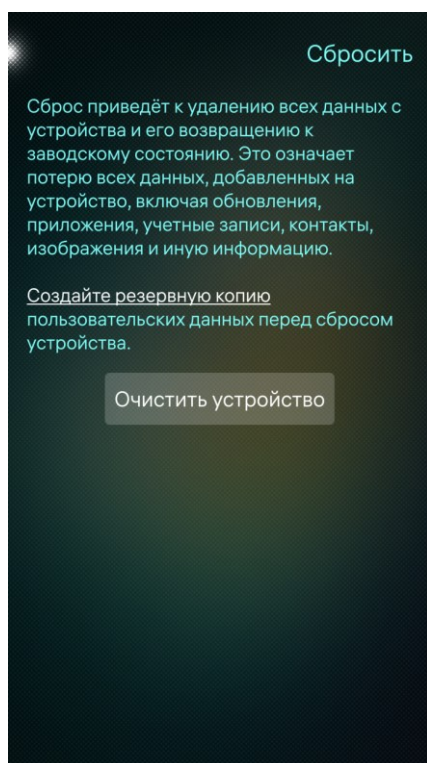 Сбросить
Сброс приведёт к удалению всех данных с
устройства и его возвращению к
заводскому состоянию. Это означает
потерю всех данных, добавленных на
устройство, включая обновления,
приложения, учетные записи, контакты,
изображения и иную информацию.
Создайте резервную копию
пользовательских данных перед сбросом
устройства.
Очистить устройство